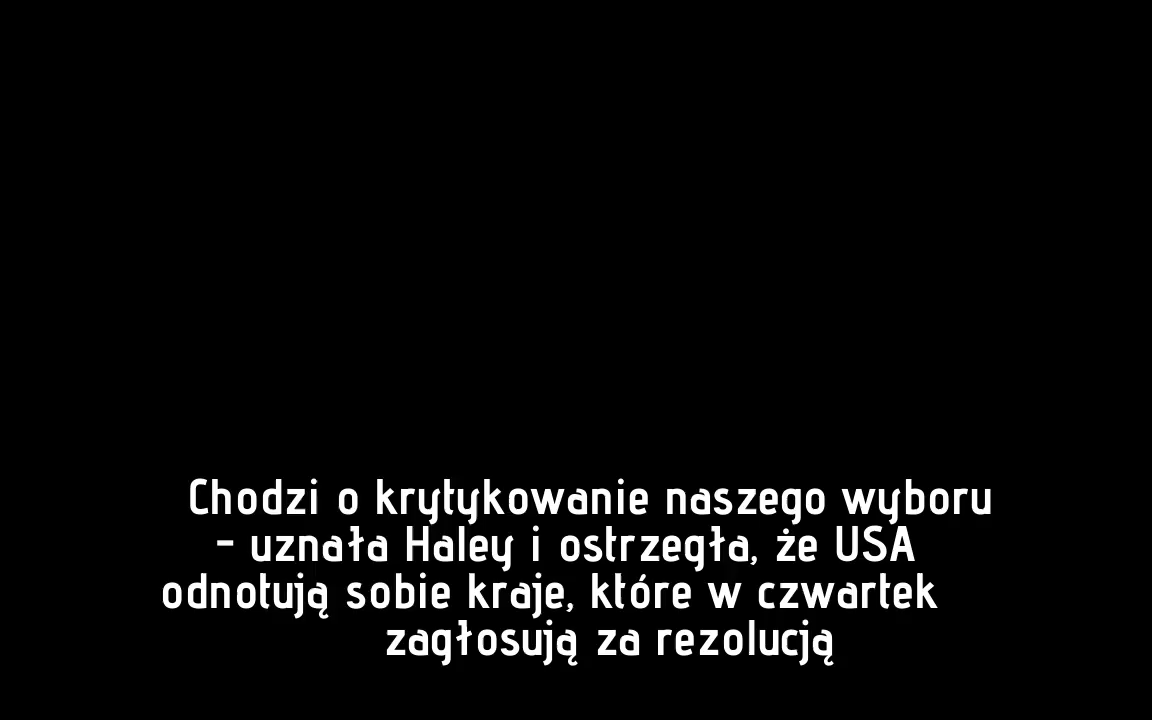 Chodzi o krytykowanie naszego wyboru
- uznała Haley i ostrzegła, że USA
odnotują sobie kraje, które w czwartek
zagłosują za rezolucją